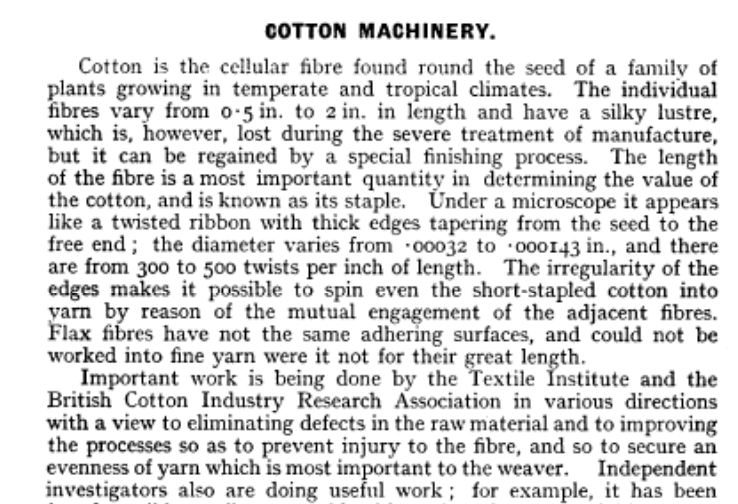 COTTON MACHINERY.
Cotton is the cellular fibre found round the seed of a family of
plants growing in temperate and tropical climates. The individual
fibres vary from 0·5 in. to 2 in. in length and have a silky lustre,
which is, however, lost during the severe treatment of manufacture,
but it can be regained by a special finishing process. The length
of the fibre is a most important quantity in determining the value of
the cotton, and is known as its staple. Under a microscope it appears
like a twisted ribbon with thick edges tapering from the seed to the
free end; the diameter varies from ·00032 to ·000143 in., and there
are from 300 to 500 twists per inch of length. The irregularity of the
edges makes it possible to spin even the short-stapled cotton into
yarn by reason of the mutual engagement of the adjacent fibres.
Flax fibres have not the same adhering surfaces, and could not be
worked into fine yarn were it not for their great length.
Important work is being done by the Textile Institute and the
British Cotton Industry Research Association in various directions
with a view to eliminating defects in the raw material and to improving
the processes so as to prevent injury to the fibre, and so to secure an
evenness of yarn which is most important to the weaver. Independent
investigators also are doing useful work; for example, it has been